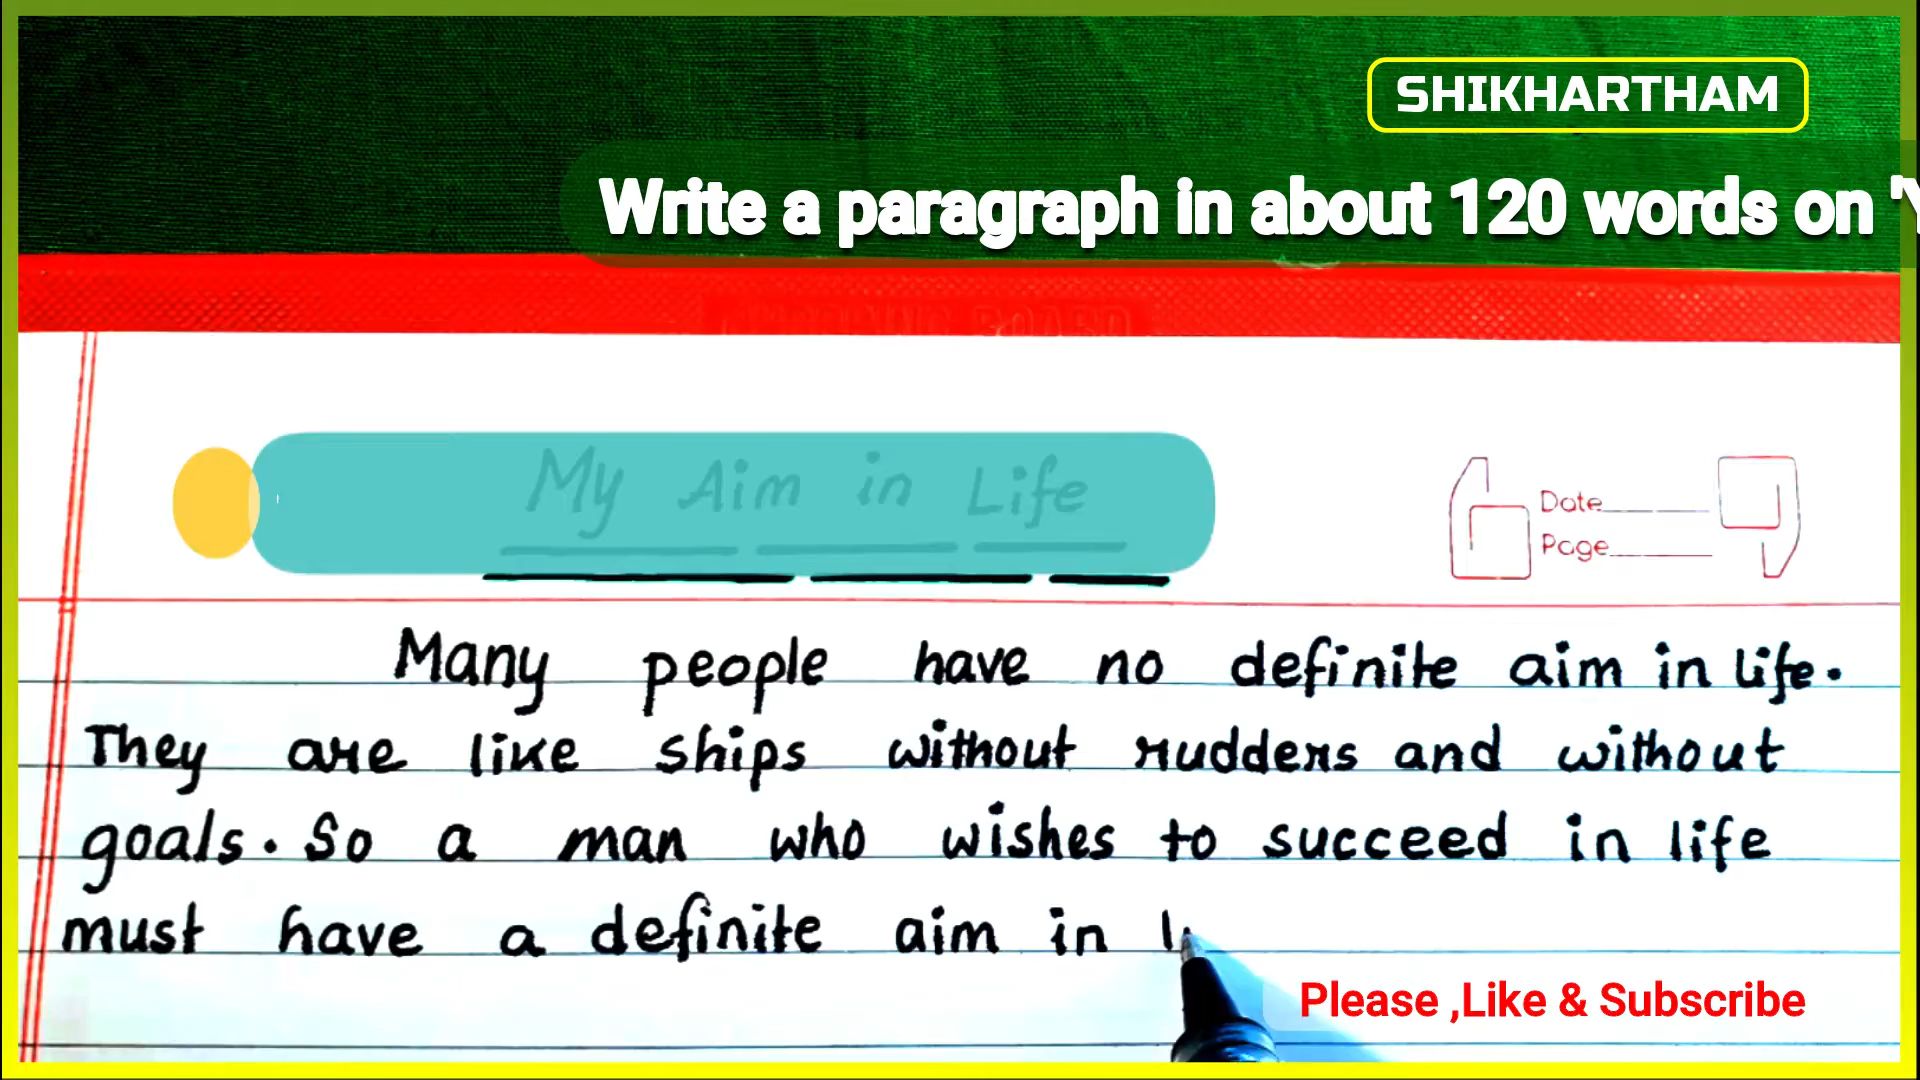 SHIKHARTHAM
Write a paragraph in about 120 words on 'Y
My Aim in Life
Date
Page
Many people have no definite aim in life.
They are like ships without rudders and without
goals. So a man who wishes to succeed in life
must have a definite aim in l
Please ,Like & Subscribe